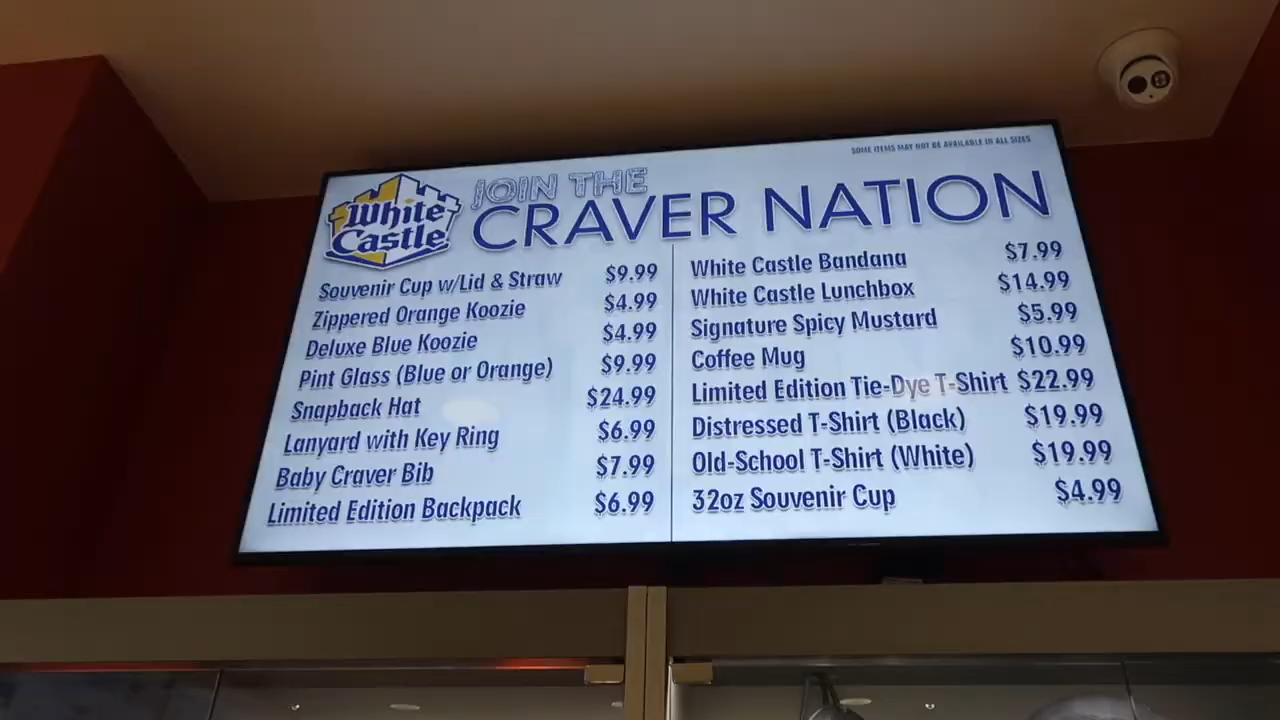 SOME ITEMS MAY NOT BE AVAILABLE IN ALL SIZES
White
Castle
JOIN THE
CRAVER NATION
Souvenir Cup w/Lid & Straw $9.99
Zippered Orange Koozie $4.99
Deluxe Blue Koozie $4.99
Pint Glass (Blue or Orange) $9.99
Snapback Hat $24.99
Lanyard with Key Ring $6.99
Baby Craver Bib $7.99
Limited Edition Backpack $6.99
White Castle Bandana $7.99
White Castle Lunchbox $14.99
Signature Spicy Mustard $5.99
Coffee Mug $10.99
Limited Edition Tie-Dye T-Shirt $22.99
Distressed T-Shirt (Black) $19.99
Old-School T-Shirt (White) $19.99
32oz Souvenir Cup $4.99